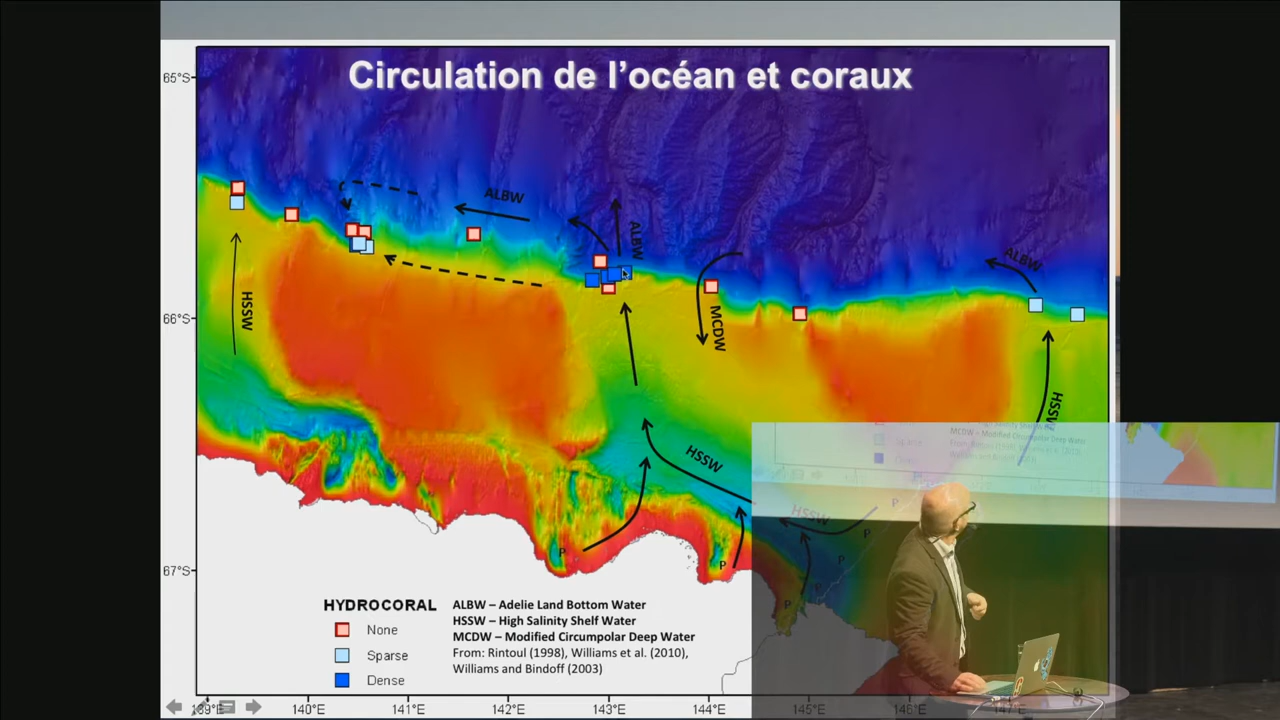 Circulation de l'océan et coraux
65°S
ALBW
ALBW
ALBW
HSSW
66°S
MCDW
HSSW
HSSW
HSSW
P
P
P
P
P
P
67°S
HYDROCORAL
None
Sparse
Dense
ALBW – Adelie Land Bottom Water
HSSW – High Salinity Shelf Water
MCDW – Modified Circumpolar Deep Water
From: Rintoul (1998), Williams et al. (2010),
Williams and Bindoff (2003)
139°E
140°E
141°E
142°E
143°E
144°E
145°E
146°E
147°E